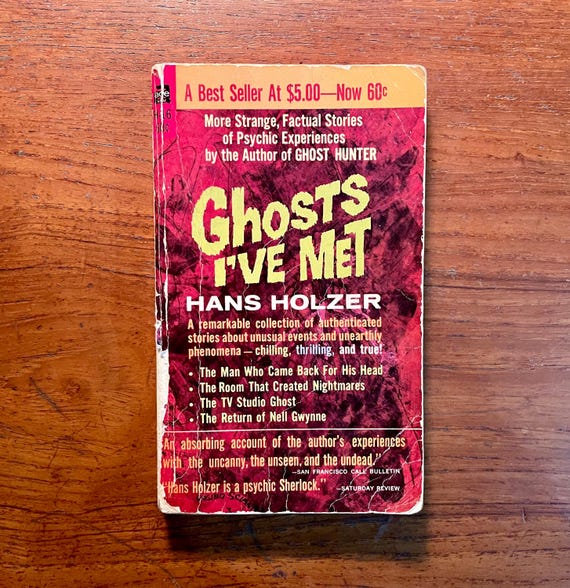 ace
A Best Seller At $5.00—Now 60c
More Strange, Factual Stories
of Psychic Experiences
by the Author of GHOST HUNTER
GhOSTS
I'VE MET
HANS HOLZER
A remarkable collection of authenticated
stories about unusual events and unearthly
phenomena — chilling, thrilling, and true!
• The Man Who Came Back For His Head
• The Room That Created Nightmares
• The TV Studio Ghost
• The Return of Nell Gwynne
"An absorbing account of the author's experiences
with the uncanny, the unseen, and the undead."
—SAN FRANCISCO CALL BULLETIN
"Hans Holzer is a psychic Sherlock."
—SATURDAY REVIEW